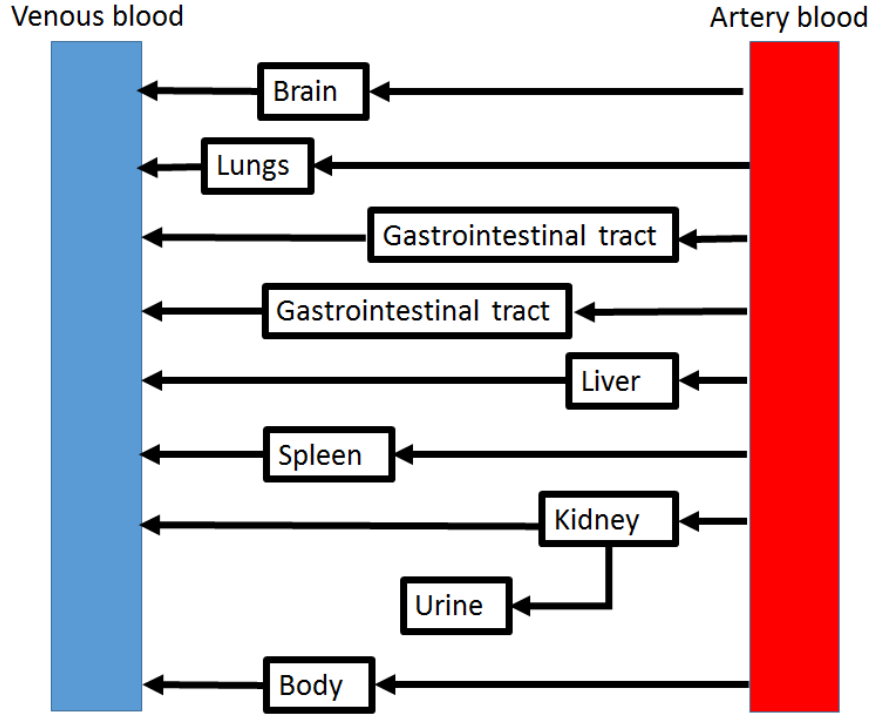 Venous blood
Artery blood
Brain
Lungs
Gastrointestinal tract
Gastrointestinal tract
Liver
Spleen
Kidney
Urine
Body